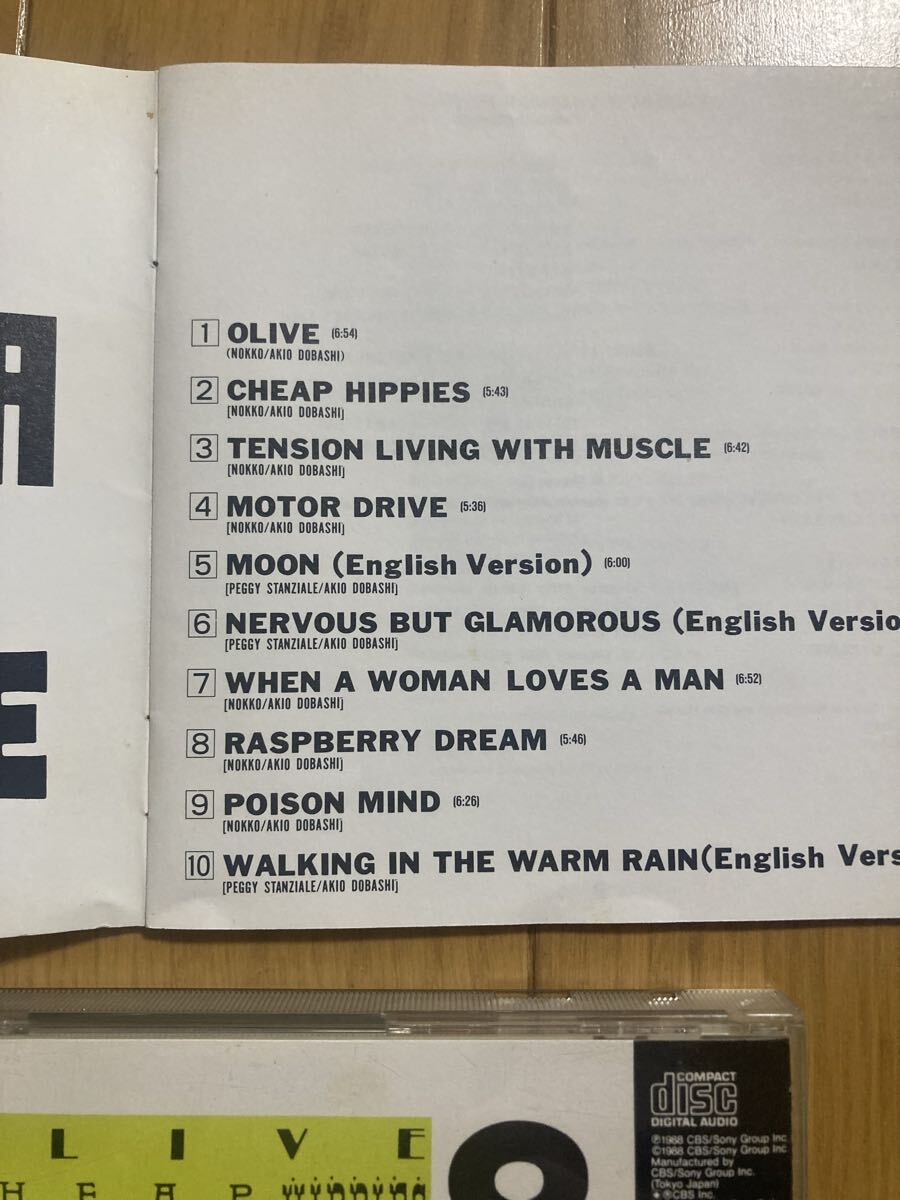 A
E
1 OLIVE (6:54)
(NOKKO/AKIO DOBASHI)
2 CHEAP HIPPIES (5:43)
[NOKKO/AKIO DOBASHI]
3 TENSION LIVING WITH MUSCLE (6:42)
[NOKKO/AKIO DOBASHI]
4 MOTOR DRIVE (5:36)
[NOKKO/AKIO DOBASHI]
5 MOON (English Version) (6:00)
[PEGGY STANZIALE/AKIO DOBASHI]
6 NERVOUS BUT GLAMOROUS (English Versio
[PEGGY STANZIALE/AKIO DOBASHI]
7 WHEN A WOMAN LOVES A MAN (6:52)
[NOKKO/AKIO DOBASHI]
8 RASPBERRY DREAM (5:46)
[NOKKO/AKIO DOBASHI]
9 POISON MIND (6:26)
[NOKKO/AKIO DOBASHI]
10 WALKING IN THE WARM RAIN(English Vers
[PEGGY STANZIALE/AKIO DOBASHI]
LIVE
HEAP
COMPACT
disc
DIGITAL AUDIO
℗1988 CBS/Sony Group Inc
©1988 CBS/Sony Group Inc
Manufactured by
CBS/Sony Group Inc.
(Tokyo Japan)
®CBS Inc